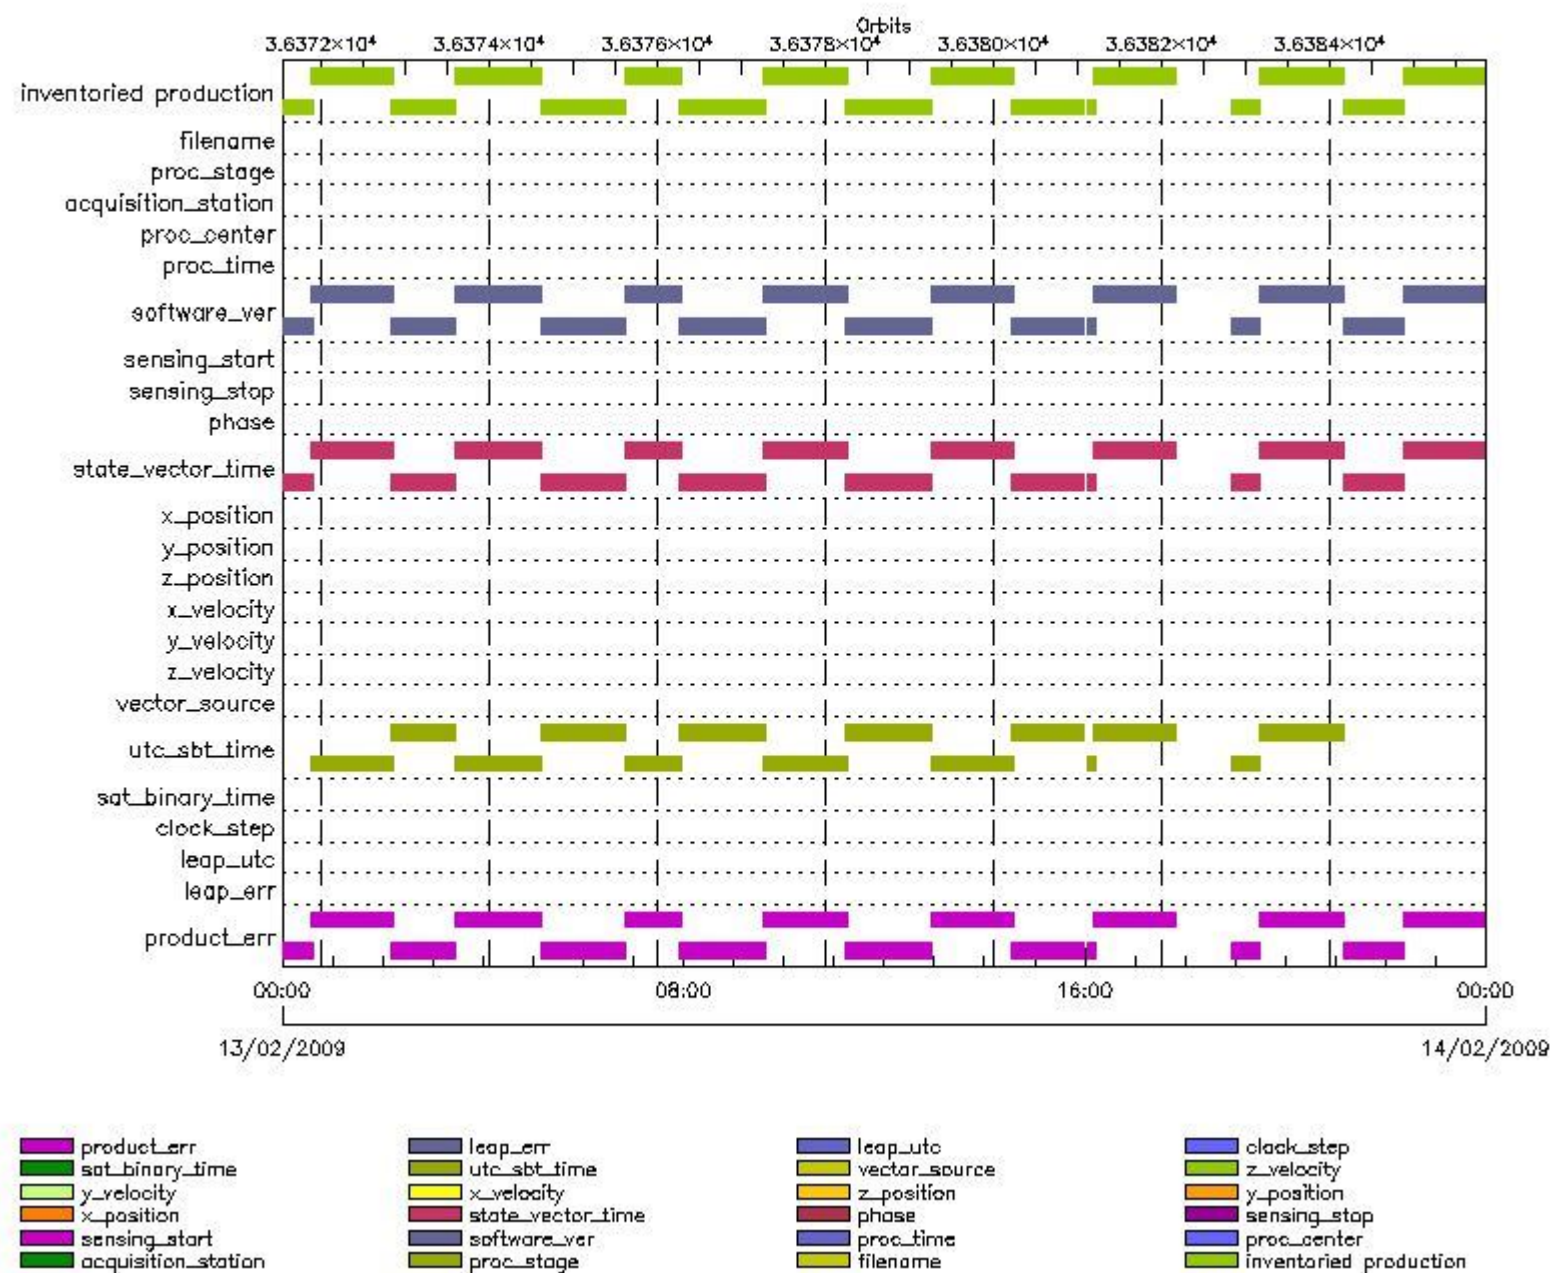 Orbits
3.6372×10⁴ 3.6374×10⁴ 3.6376×10⁴ 3.6378×10⁴ 3.6380×10⁴ 3.6382×10⁴ 3.6384×10⁴
inventoried production
filename
proc_stage
acquisition_station
proc_center
proc_time
software_ver
sensing_start
sensing_stop
phase
state_vector_time
x_position
y_position
z_position
x_velocity
y_velocity
z_velocity
vector_source
utc_sbt_time
sat_binary_time
clock_step
leap_utc
leap_err
product_err
00:00 08:00 16:00 00:00
13/02/2009 14/02/2009
product_err leap_err leap_utc clock_step
sat_binary_time utc_sbt_time vector_source z_velocity
y_velocity x_velocity z_position y_position
x_position state_vector_time phase sensing_stop
sensing_start software_ver proc_time proc_center
acquisition_station proc_stage filename inventoried production